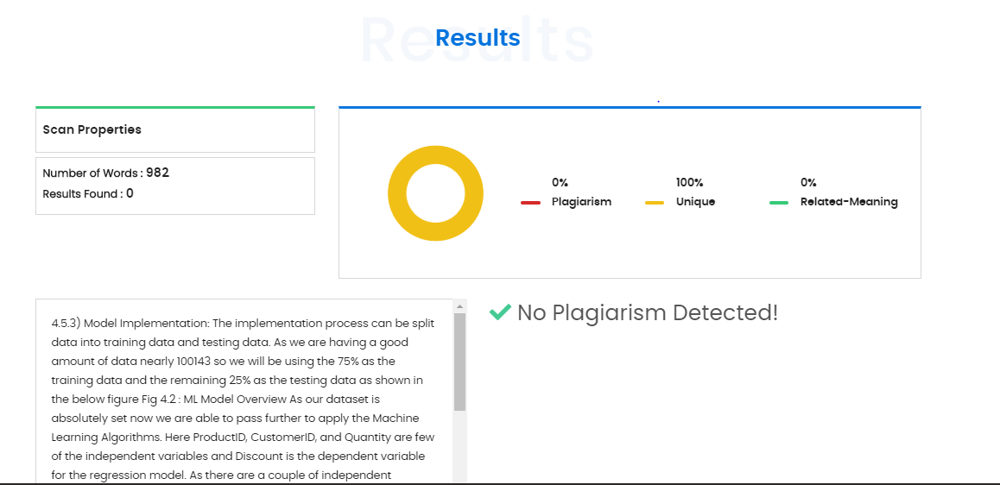 Results
Scan Properties
Number of Words : 982
Results Found : 0
0%
Plagiarism
100%
Unique
0%
Related-Meaning
4.5.3) Model Implementation: The implementation process can be split
data into training data and testing data. As we are having a good
amount of data nearly 100143 so we will be using the 75% as the
training data and the remaining 25% as the testing data as shown in
the below figure Fig 4.2 : ML Model Overview As our dataset is
absolutely set now we are able to pass further to apply the Machine
Learning Algorithms. Here ProductID, CustomerID, and Quantity are few
of the independent variables and Discount is the dependent variable
for the regression model. As there are a couple of independent
No Plagiarism Detected!